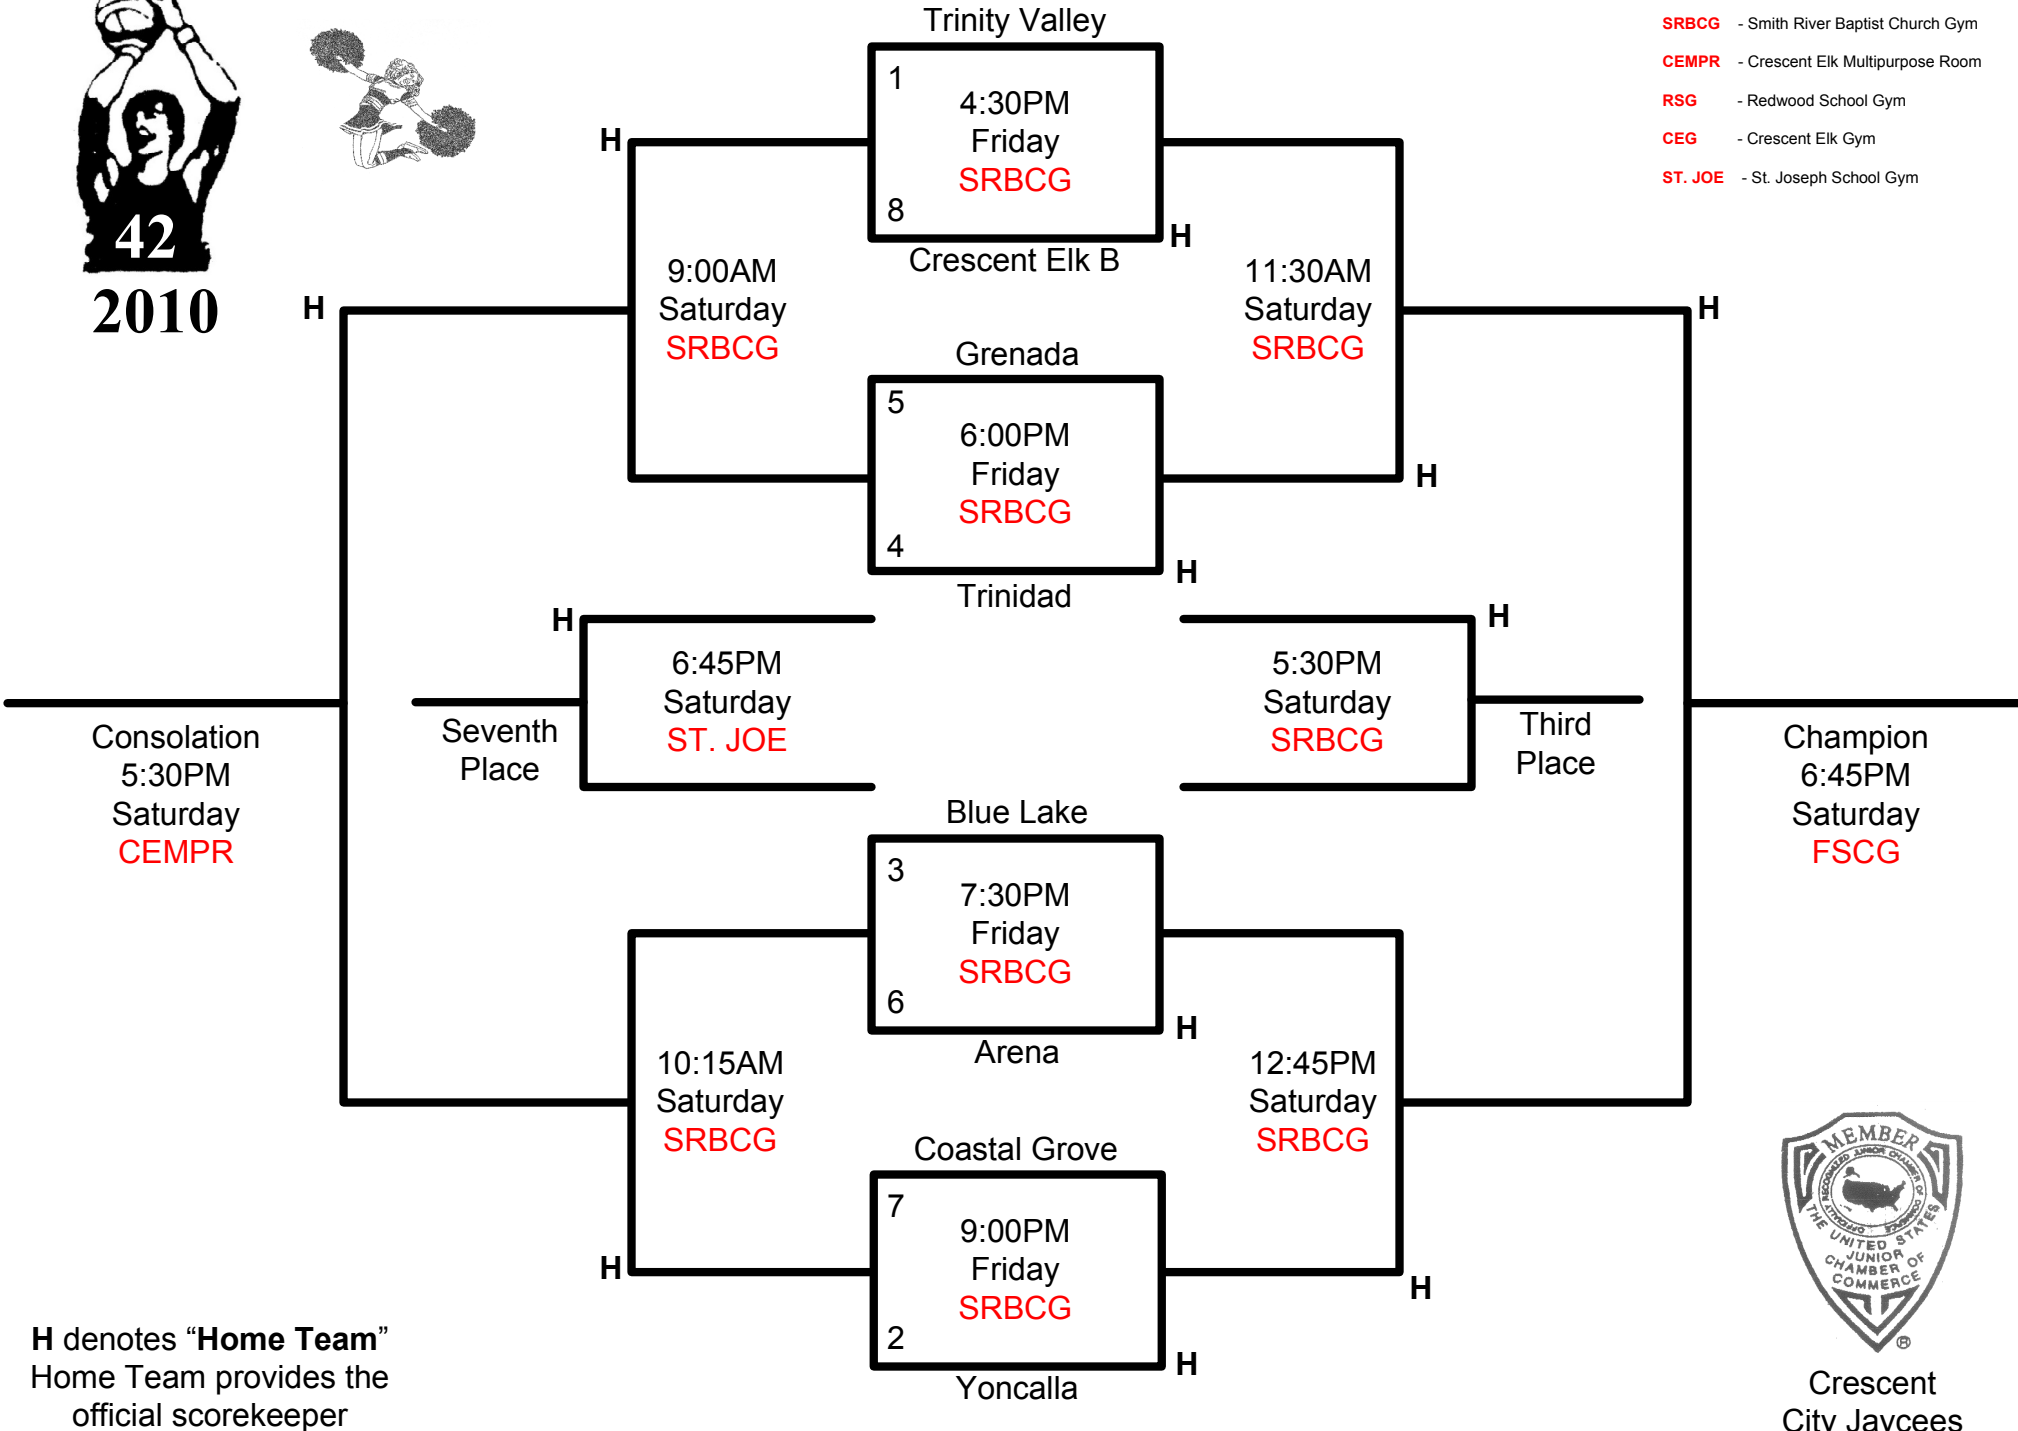 Trinity Valley
1
4:30PM
Friday
SRBCG
8
Crescent Elk B
H
H
SRBCG - Smith River Baptist Church Gym
CEMPR - Crescent Elk Multipurpose Room
RSG - Redwood School Gym
CEG - Crescent Elk Gym
ST. JOE - St. Joseph School Gym
42
2010
H
9:00AM
Saturday
SRBCG
11:30AM
Saturday
SRBCG
H
Grenada
5
6:00PM
Friday
SRBCG
4
Trinidad
H
H
H
6:45PM
Saturday
ST. JOE
Seventh
Place
H
5:30PM
Saturday
SRBCG
Third
Place
Consolation
5:30PM
Saturday
CEMPR
Champion
6:45PM
Saturday
FSCG
Blue Lake
3
7:30PM
Friday
SRBCG
6
Arena
H
10:15AM
Saturday
SRBCG
12:45PM
Saturday
SRBCG
Coastal Grove
7
9:00PM
Friday
SRBCG
2
Yoncalla
H
H
H
H denotes “Home Team”
Home Team provides the
official scorekeeper
MEMBER
OFFICIALLY RECOGNIZED JUNIOR CHAMBER OF COMMERCE
THE UNITED STATES
JUNIOR
CHAMBER OF
COMMERCE
®
Crescent
City Jaycees